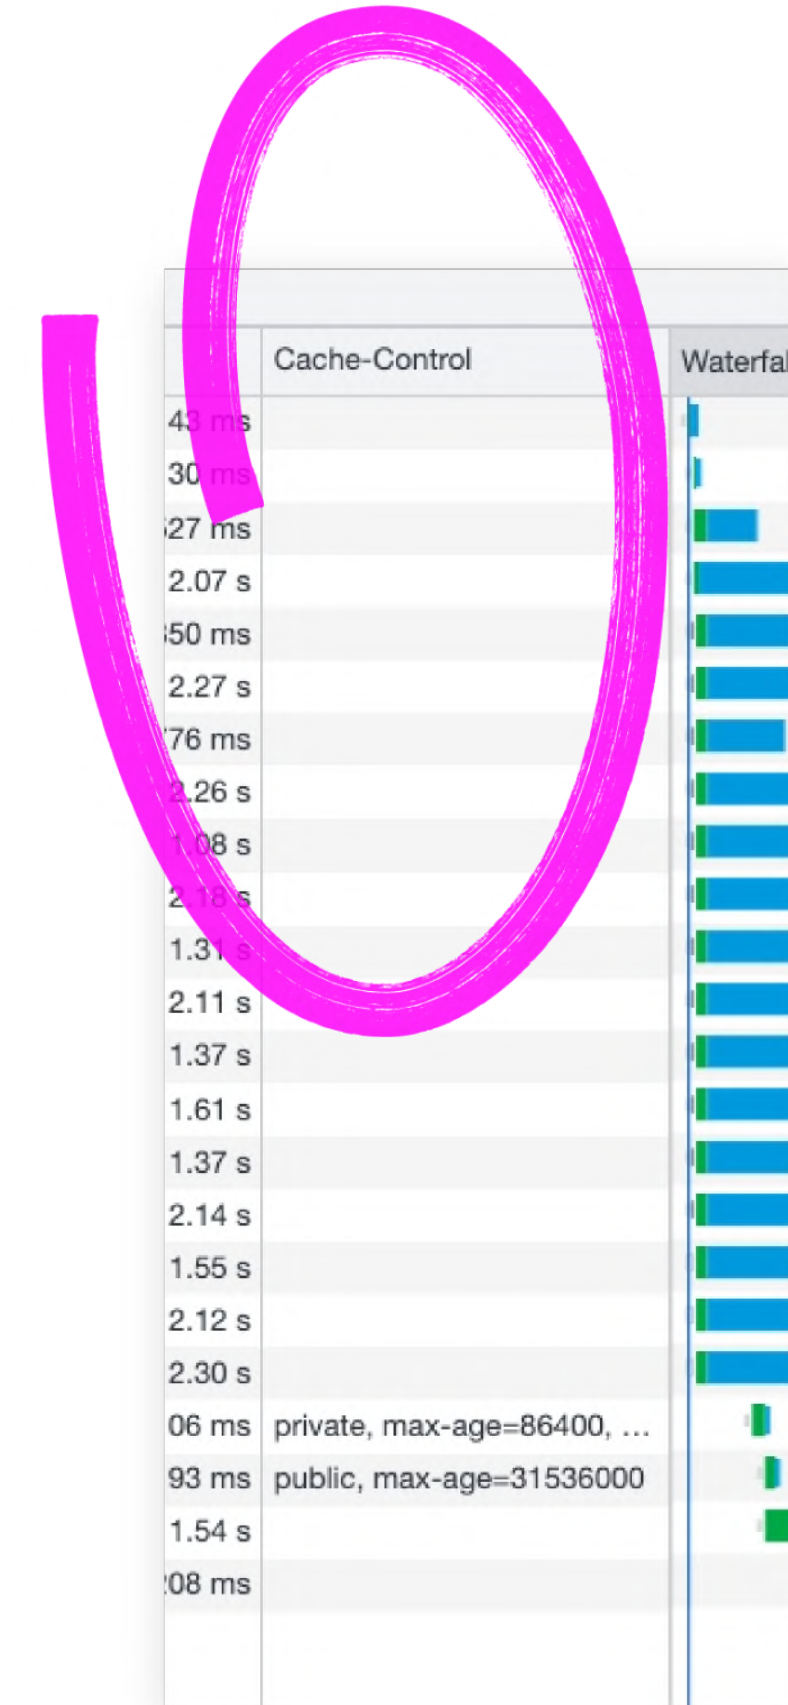 Cache-Control Waterfal
43 ms
30 ms
27 ms
2.07 s
50 ms
2.27 s
76 ms
2.26 s
1.08 s
2.18 s
1.31 s
2.11 s
1.37 s
1.61 s
1.37 s
2.14 s
1.55 s
2.12 s
2.30 s
06 ms private, max-age=86400, ...
93 ms public, max-age=31536000
1.54 s
08 ms